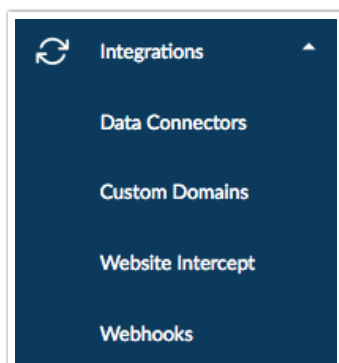 Integrations
Data Connectors
Custom Domains
Website Intercept
Webhooks